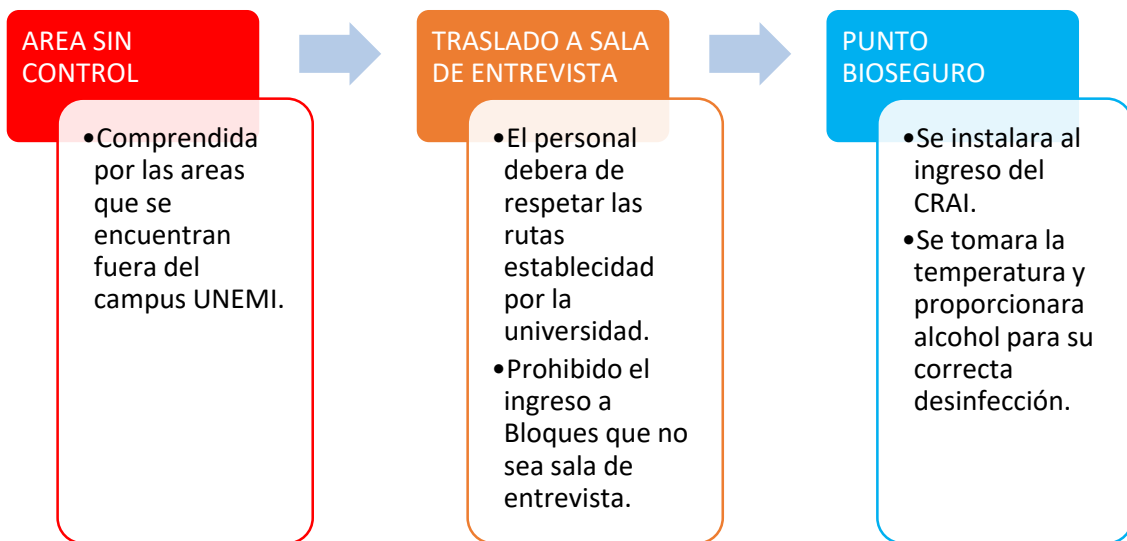 AREA SIN
CONTROL
•Comprendida
por las areas
que se
encuentran
fuera del
campus UNEMI.
TRASLADO A SALA
DE ENTREVISTA
•El personal
debera de
respetar las
rutas
establecidad
por la
universidad.
•Prohibido el
ingreso a
Bloques que no
sea sala de
entrevista.
PUNTO
BIOSEGURO
•Se instalara al
ingreso del
CRAI.
•Se tomara la
temperatura y
proporcionara
alcohol para su
correcta
desinfección.